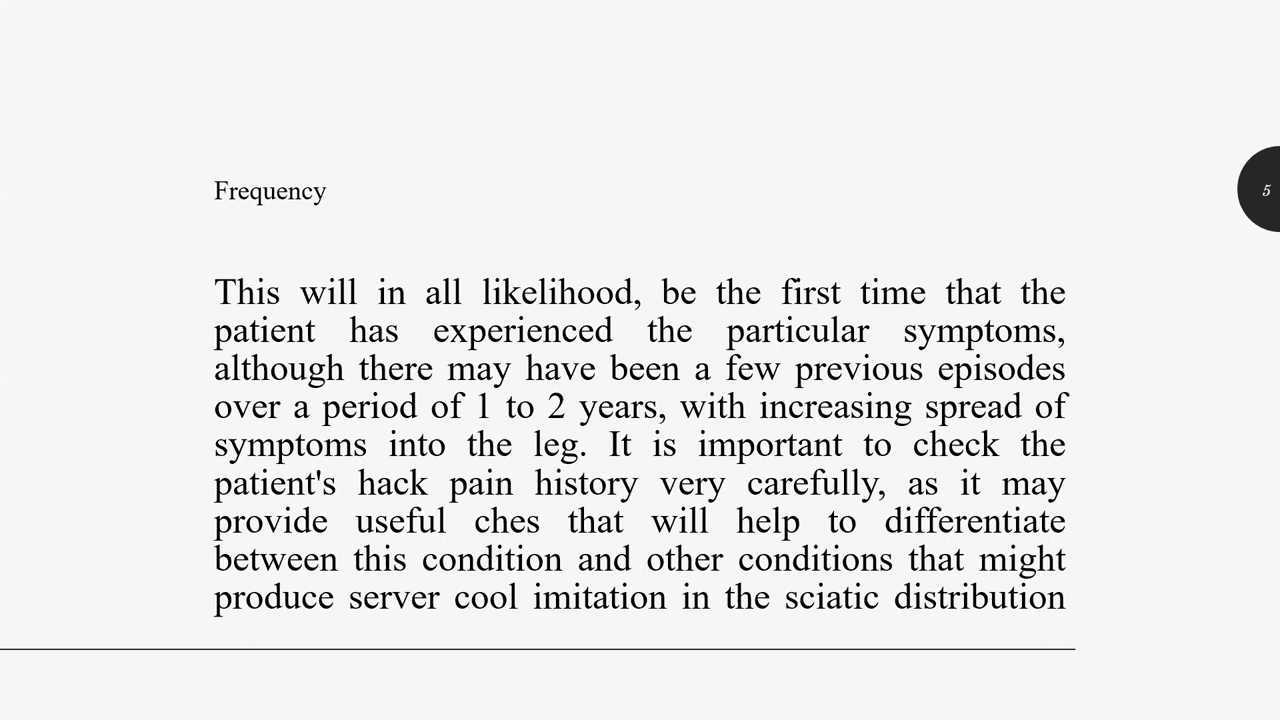 Frequency
5
This will in all likelihood, be the first time that the
patient has experienced the particular symptoms,
although there may have been a few previous episodes
over a period of 1 to 2 years, with increasing spread of
symptoms into the leg. It is important to check the
patient's hack pain history very carefully, as it may
provide useful ches that will help to differentiate
between this condition and other conditions that might
produce server cool imitation in the sciatic distribution